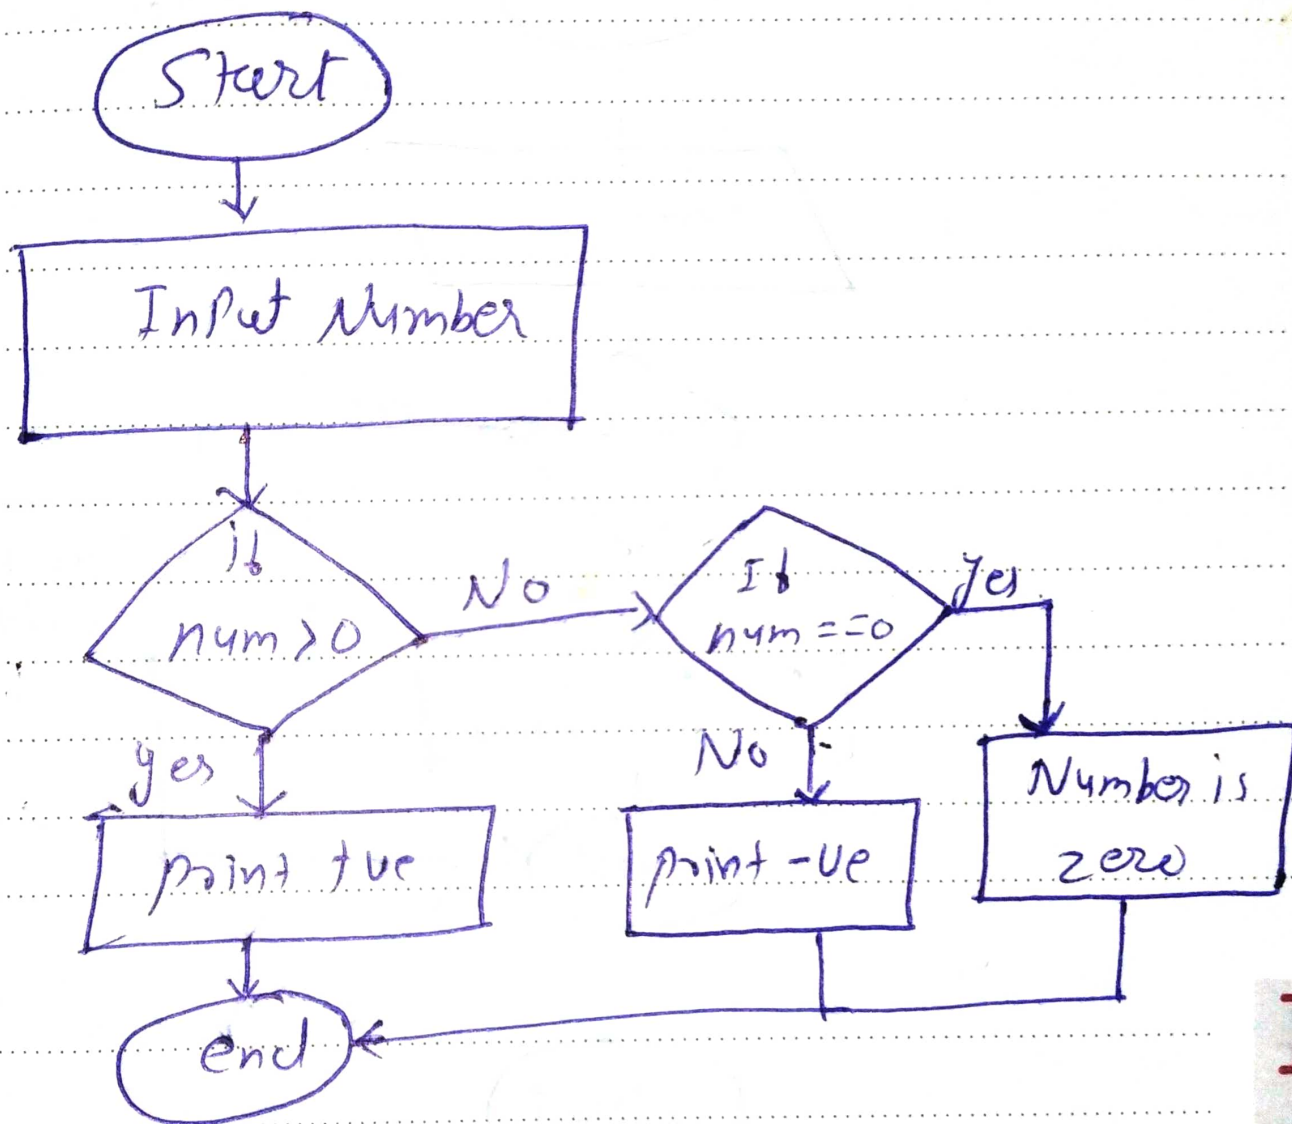 Start
Input Number
if
num > 0
No
If
num == 0
Yes
yes
No
Number is
zero
print +ve
print -ve
end